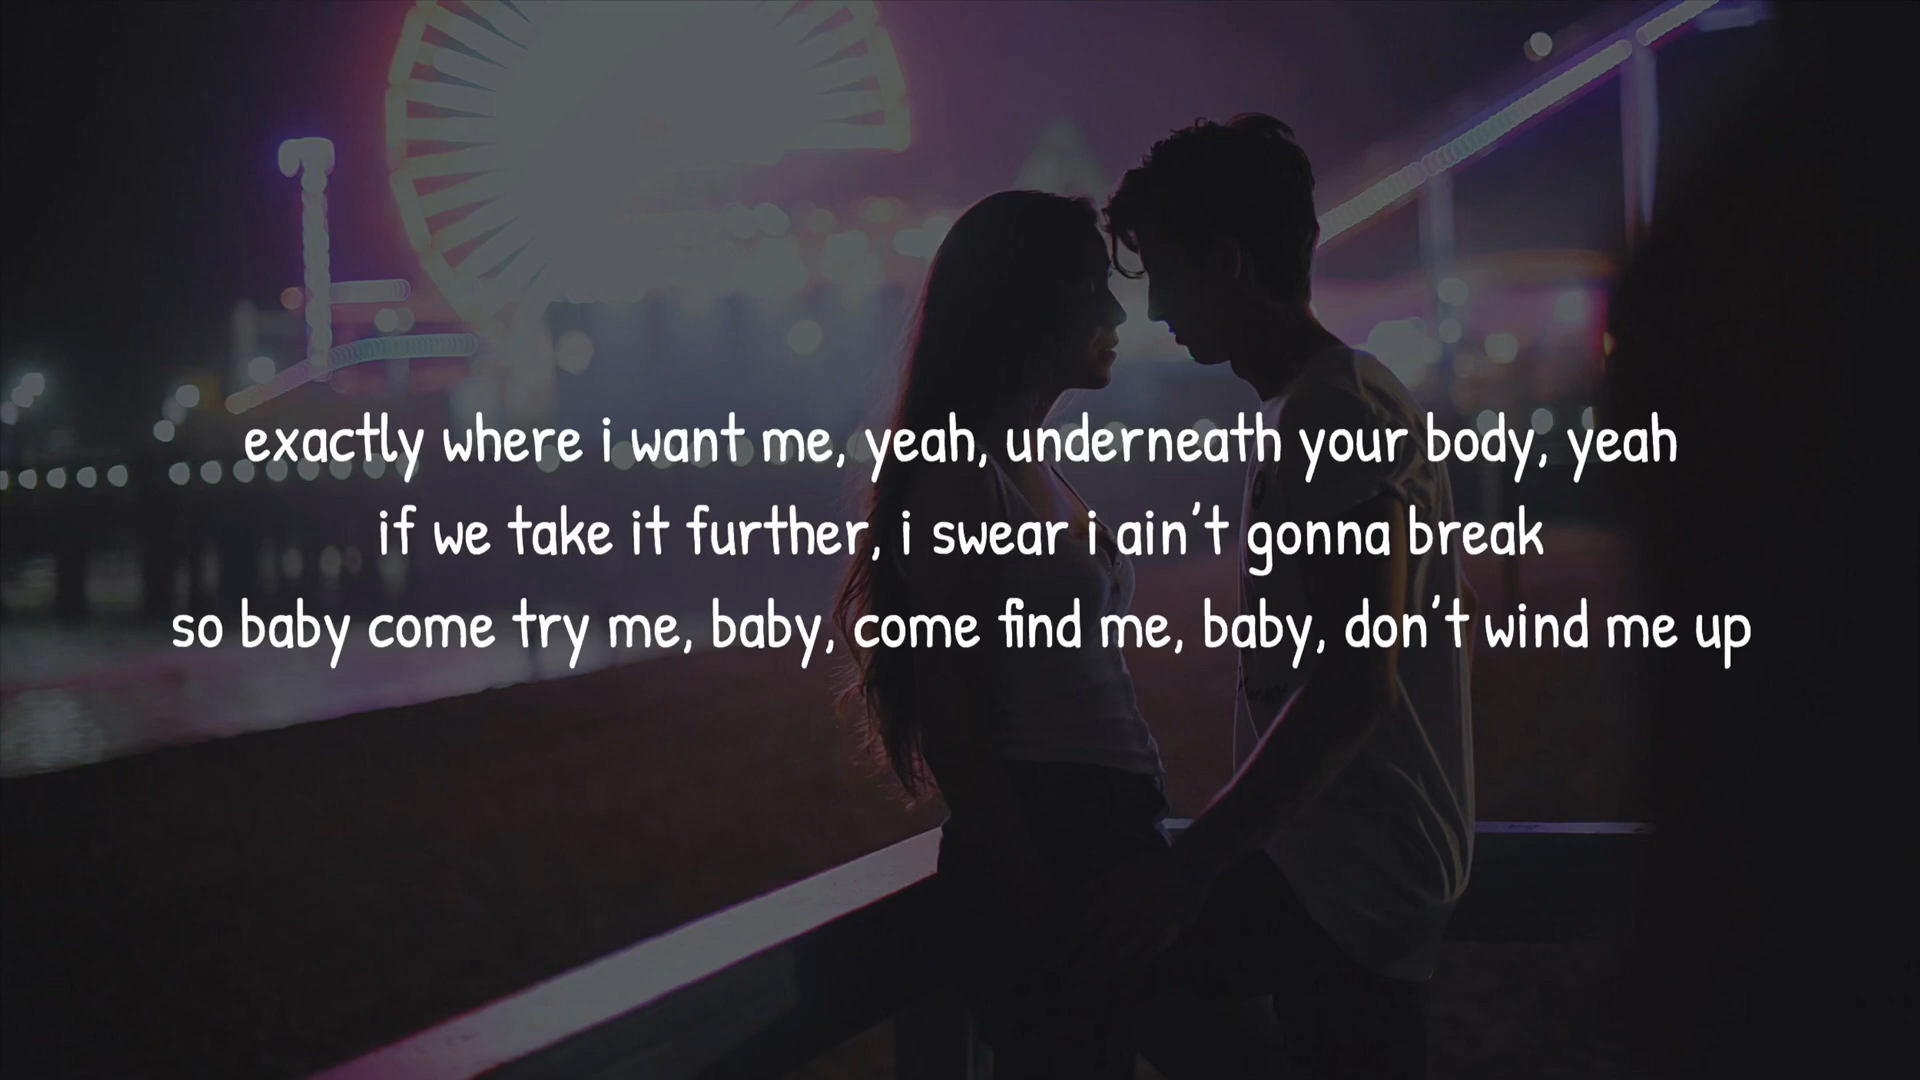 exactly where i want me, yeah, underneath your body, yeah
if we take it further, i swear i ain't gonna break
so baby come try me, baby, come find me, baby, don't wind me up